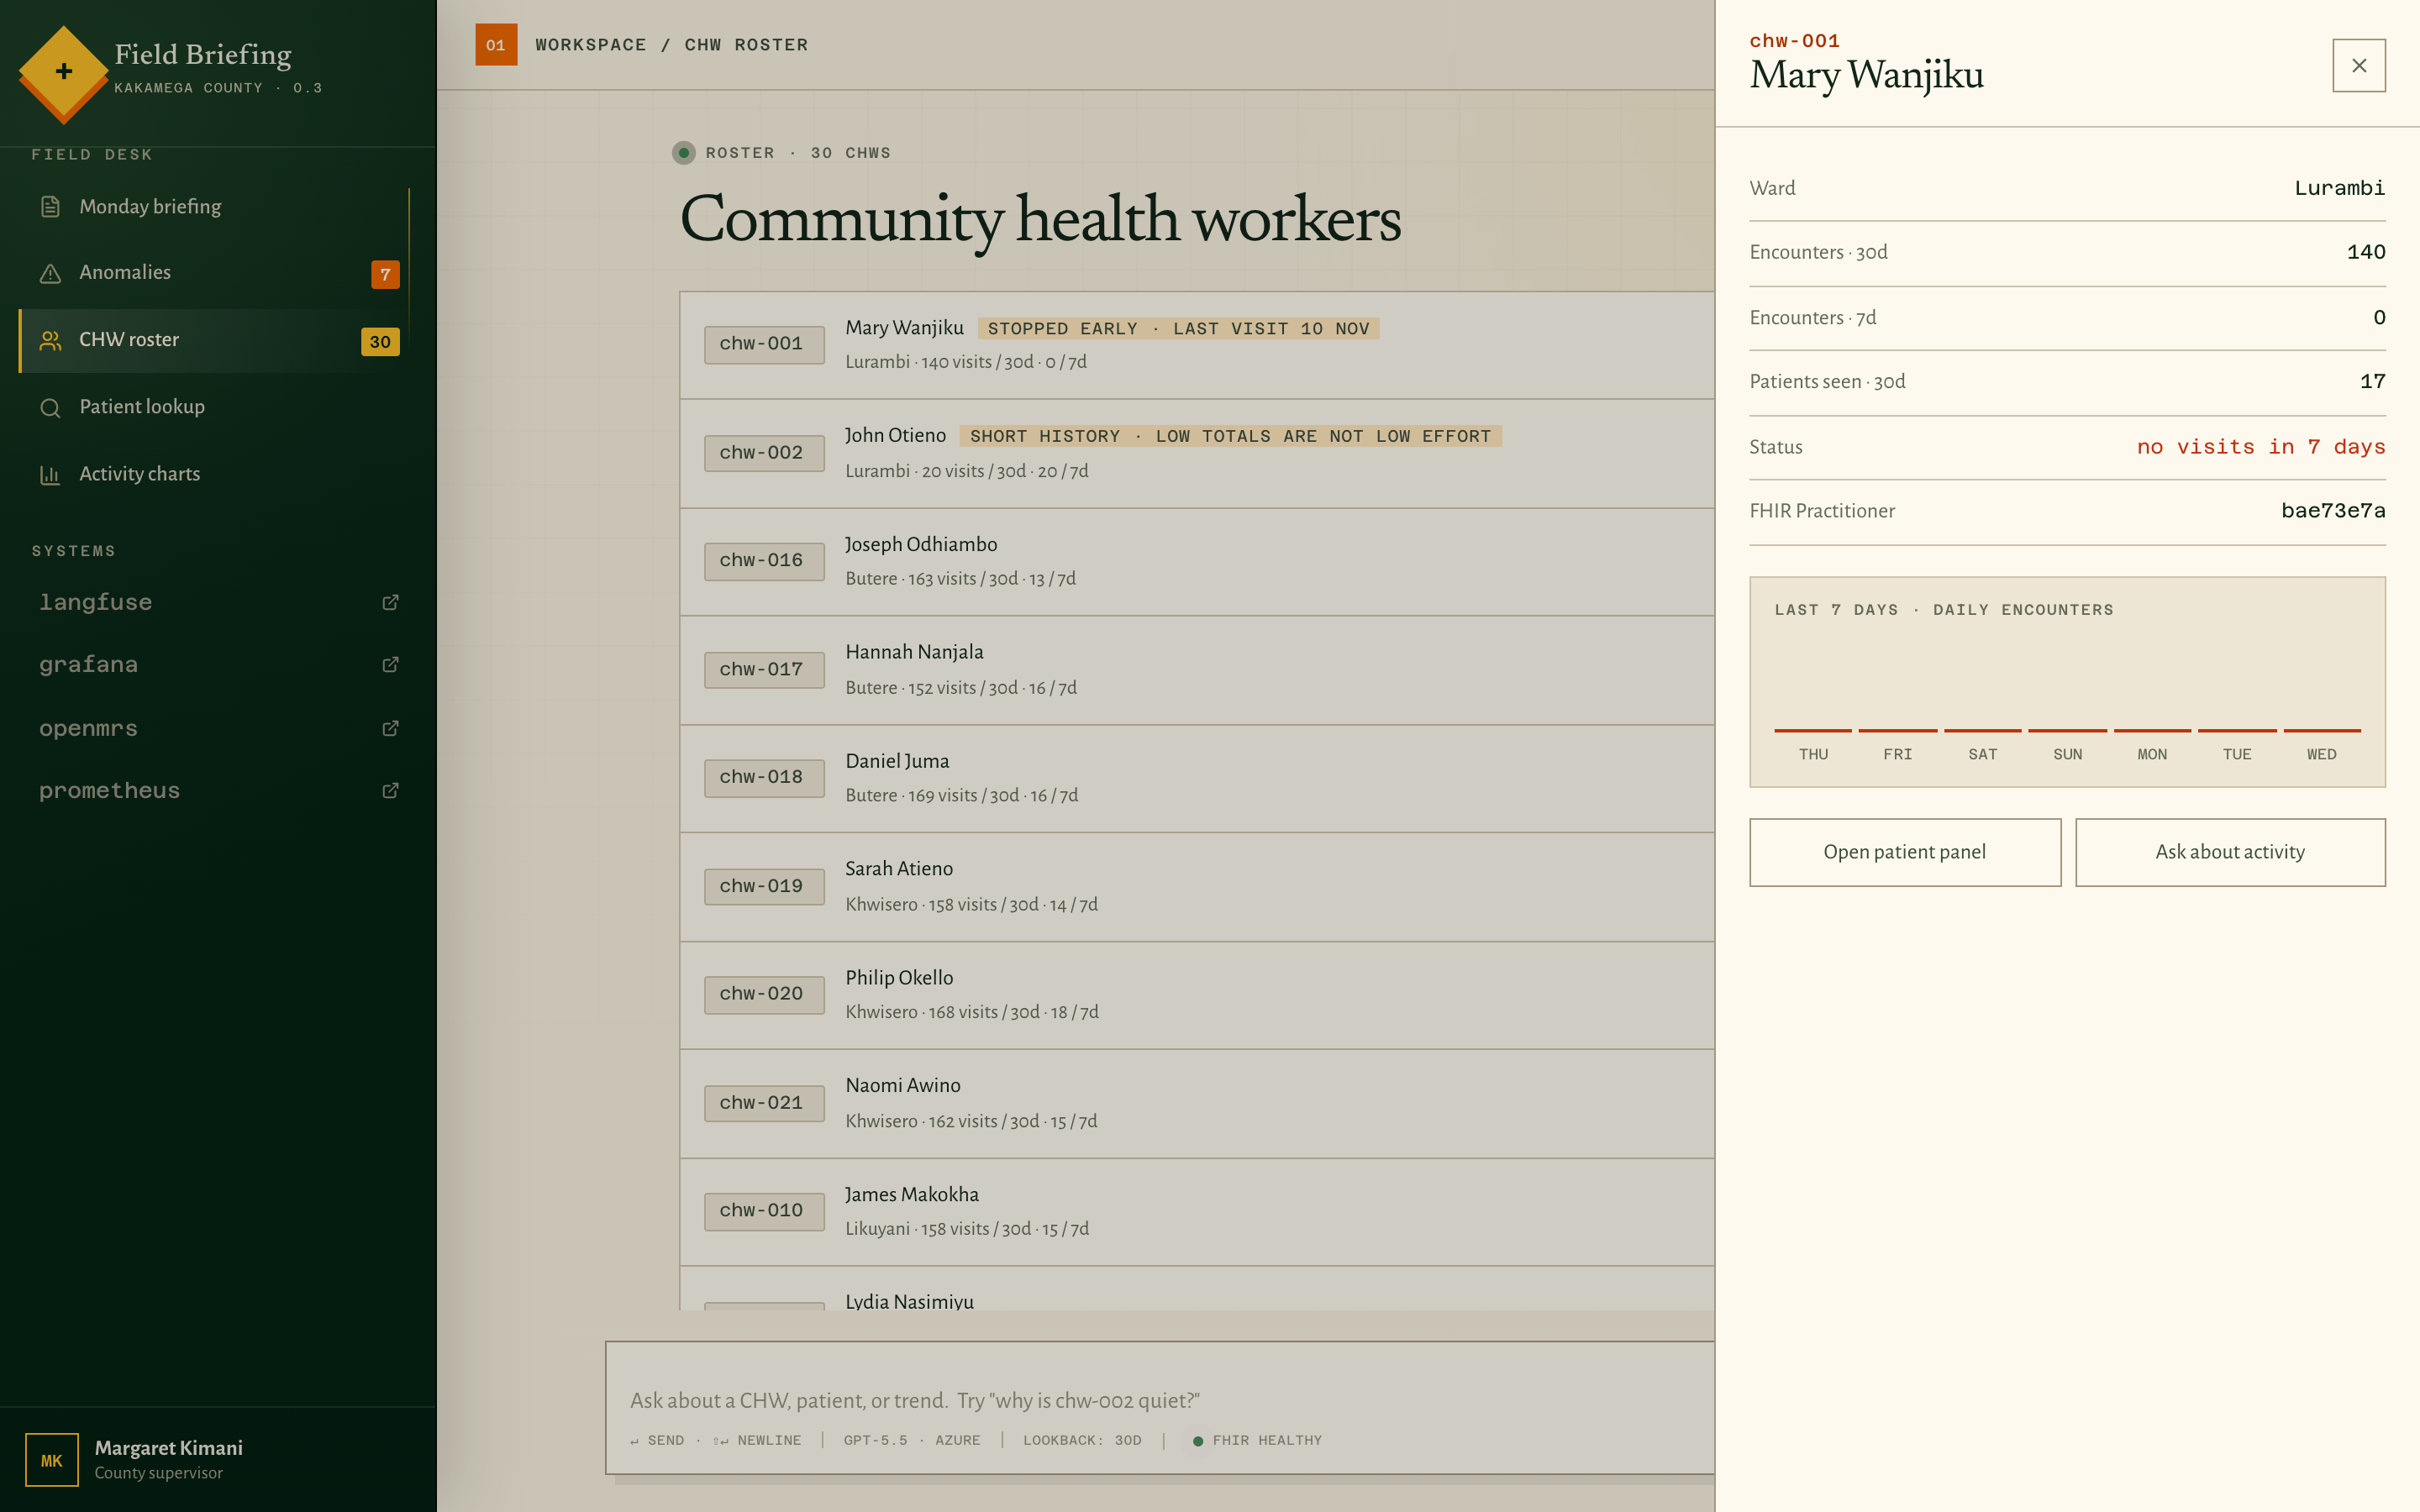 +
Field Briefing
KAKAMEGA COUNTY · 0.3
FIELD DESK
Monday briefing
Anomalies 7
CHW roster 30
Patient lookup
Activity charts
SYSTEMS
langfuse
grafana
openmrs
prometheus
MK
Margaret Kimani
County supervisor
01 WORKSPACE / CHW ROSTER
ROSTER · 30 CHWS
Community health workers
chw-001
Mary Wanjiku STOPPED EARLY · LAST VISIT 10 NOV
Lurambi · 140 visits / 30d · 0 / 7d
chw-002
John Otieno SHORT HISTORY · LOW TOTALS ARE NOT LOW EFFORT
Lurambi · 20 visits / 30d · 20 / 7d
chw-016
Joseph Odhiambo
Butere · 163 visits / 30d · 13 / 7d
chw-017
Hannah Nanjala
Butere · 152 visits / 30d · 16 / 7d
chw-018
Daniel Juma
Butere · 169 visits / 30d · 16 / 7d
chw-019
Sarah Atieno
Khwisero · 158 visits / 30d · 14 / 7d
chw-020
Philip Okello
Khwisero · 168 visits / 30d · 18 / 7d
chw-021
Naomi Awino
Khwisero · 162 visits / 30d · 15 / 7d
chw-010
James Makokha
Likuyani · 158 visits / 30d · 15 / 7d
Lydia Nasimiyu
Ask about a CHW, patient, or trend. Try "why is chw-002 quiet?"
↵ SEND · ⇧↵ NEWLINE | GPT-5.5 · AZURE | LOOKBACK: 30D | FHIR HEALTHY
chw-001
Mary Wanjiku
Ward Lurambi
Encounters · 30d 140
Encounters · 7d 0
Patients seen · 30d 17
Status no visits in 7 days
FHIR Practitioner bae73e7a
LAST 7 DAYS · DAILY ENCOUNTERS
THU FRI SAT SUN MON TUE WED
Open patient panel
Ask about activity